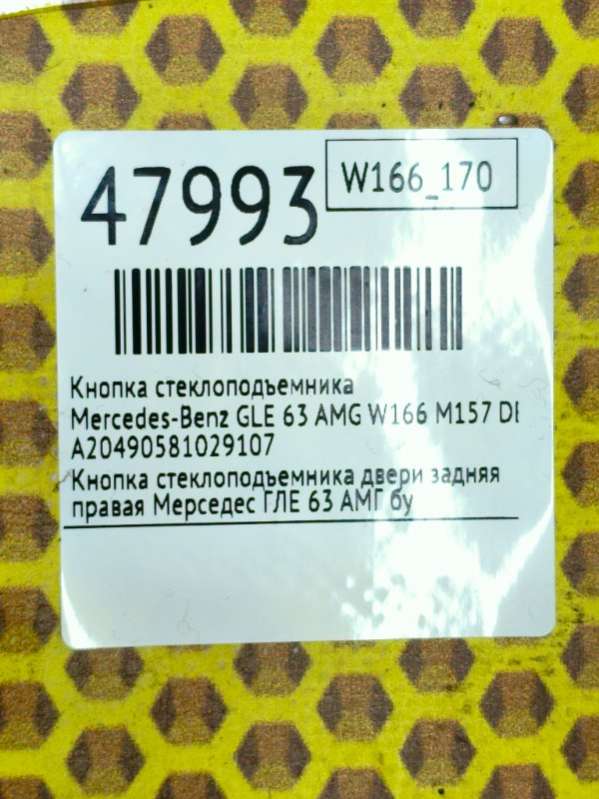 47993
W166_170
Кнопка стеклоподъемника
Mercedes-Benz GLE 63 AMG W166 M157 DE
A20490581029107
Кнопка стеклоподъемника двери задняя
правая Мерседес ГЛЕ 63 АМГ бу